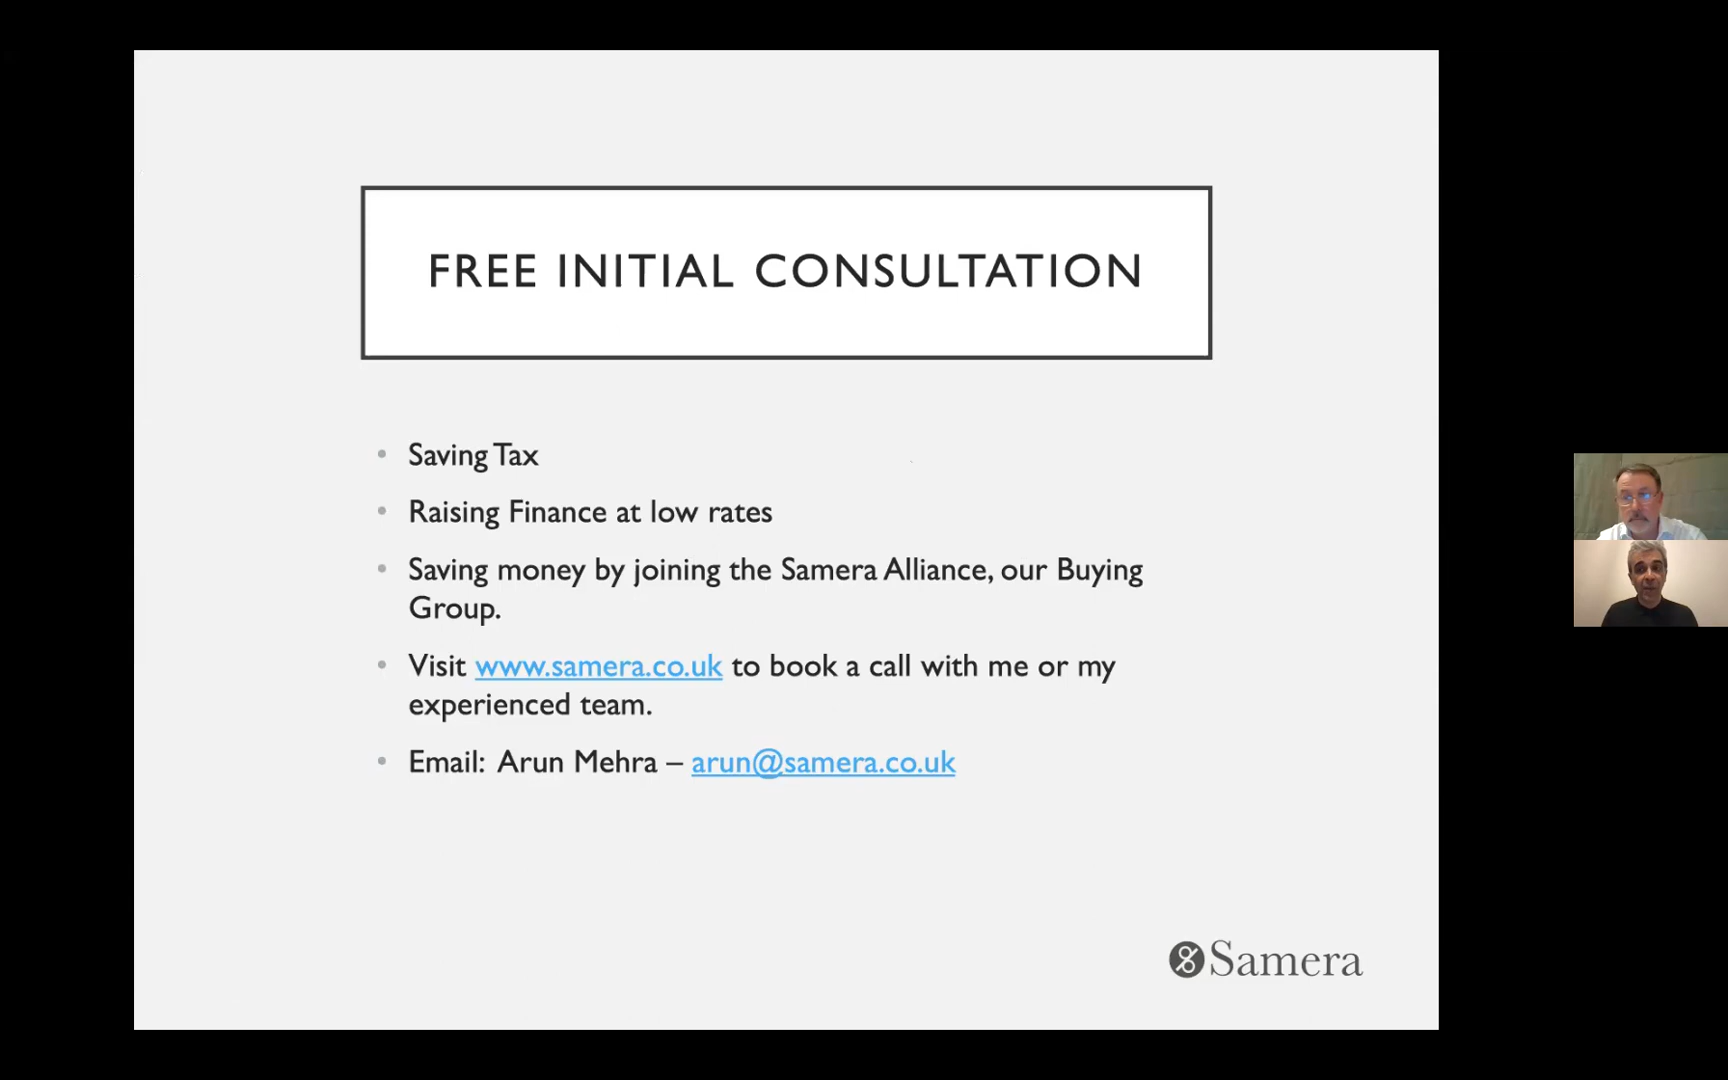 FREE INITIAL CONSULTATION
• Saving Tax
• Raising Finance at low rates
• Saving money by joining the Samera Alliance, our Buying
Group.
• Visit www.samera.co.uk to book a call with me or my
experienced team.
• Email: Arun Mehra – arun@samera.co.uk
Samera